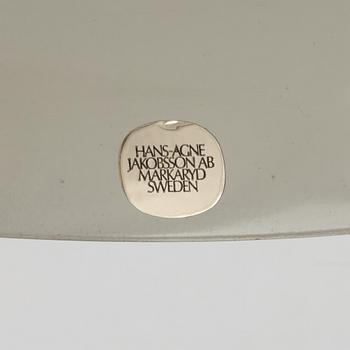 HANS-AGNE
JAKOBSSON AB
MARKARYD
SWEDEN